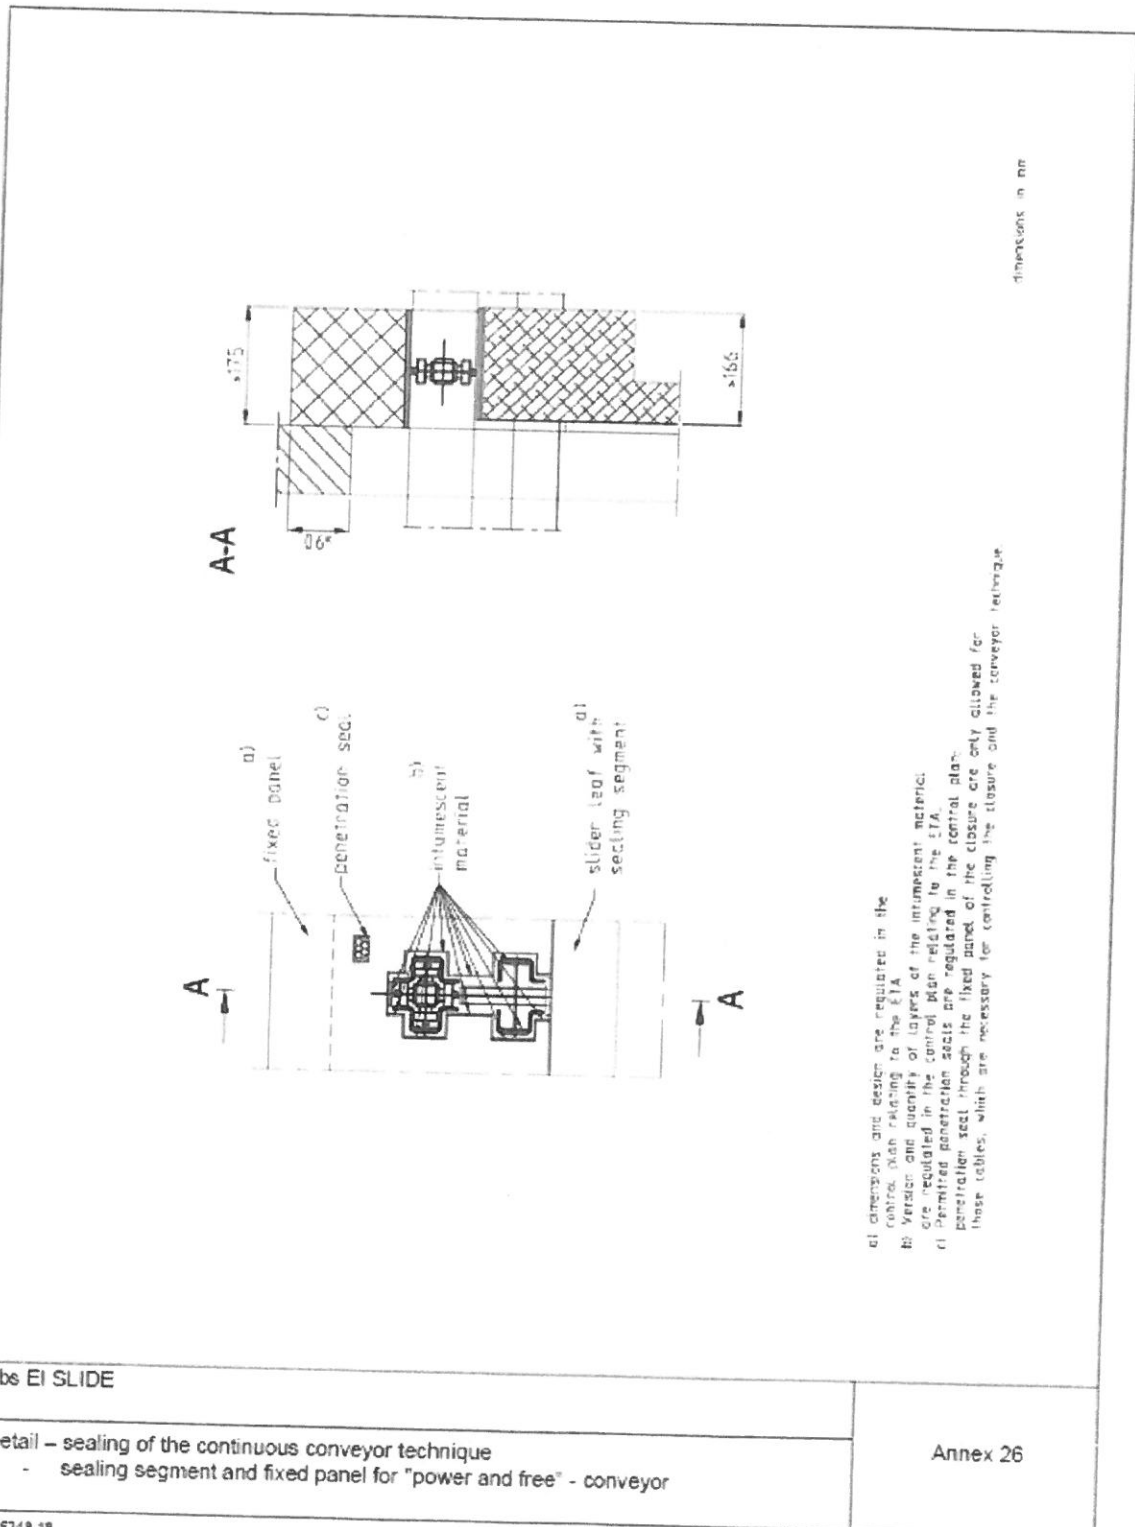 A-A
≥175
≥90
≥166
dimensions in mm
A
A
a)
fixed panel
c)
penetration seal
b)
intumescent
material
a)
slider leaf with
sealing segment
a) dimensions and design are regulated in the
control plan relating to the ETA
b) Version and quantity of layers of the intumescent material
are regulated in the control plan relating to the ETA.
c) Permitted penetration seals are regulated in the control plan.
penetration seal through the fixed panel of the closure are only allowed for
those cables, which are necessary for controlling the closure and the conveyor technique.
bs EI SLIDE
etail – sealing of the continuous conveyor technique
- sealing segment and fixed panel for "power and free" - conveyor
Annex 26